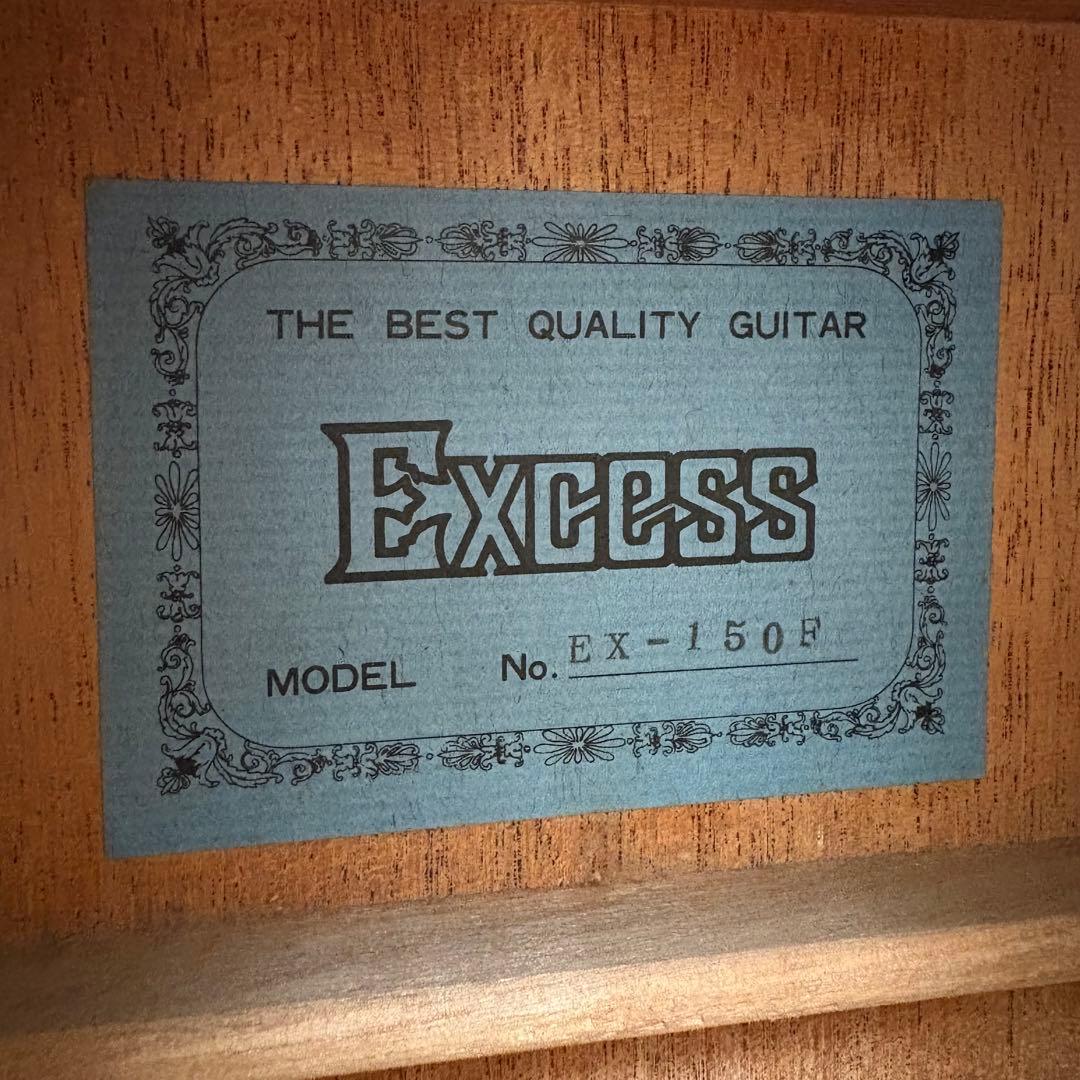 THE BEST QUALITY GUITAR
Excess
MODEL No. EX-150F